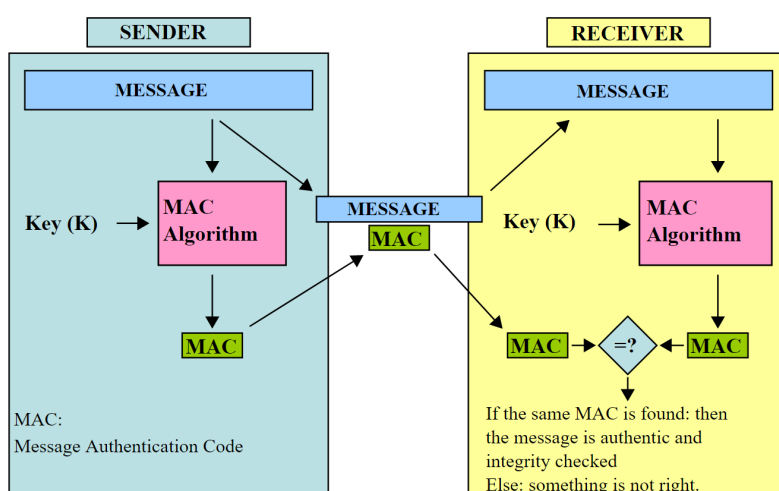 SENDER
RECEIVER
MESSAGE
MESSAGE
Key (K)
MAC
Algorithm
MESSAGE
MAC
Key (K)
MAC
Algorithm
MAC
MAC
=?
MAC
MAC:
Message Authentication Code
If the same MAC is found: then
the message is authentic and
integrity checked
Else: something is not right.